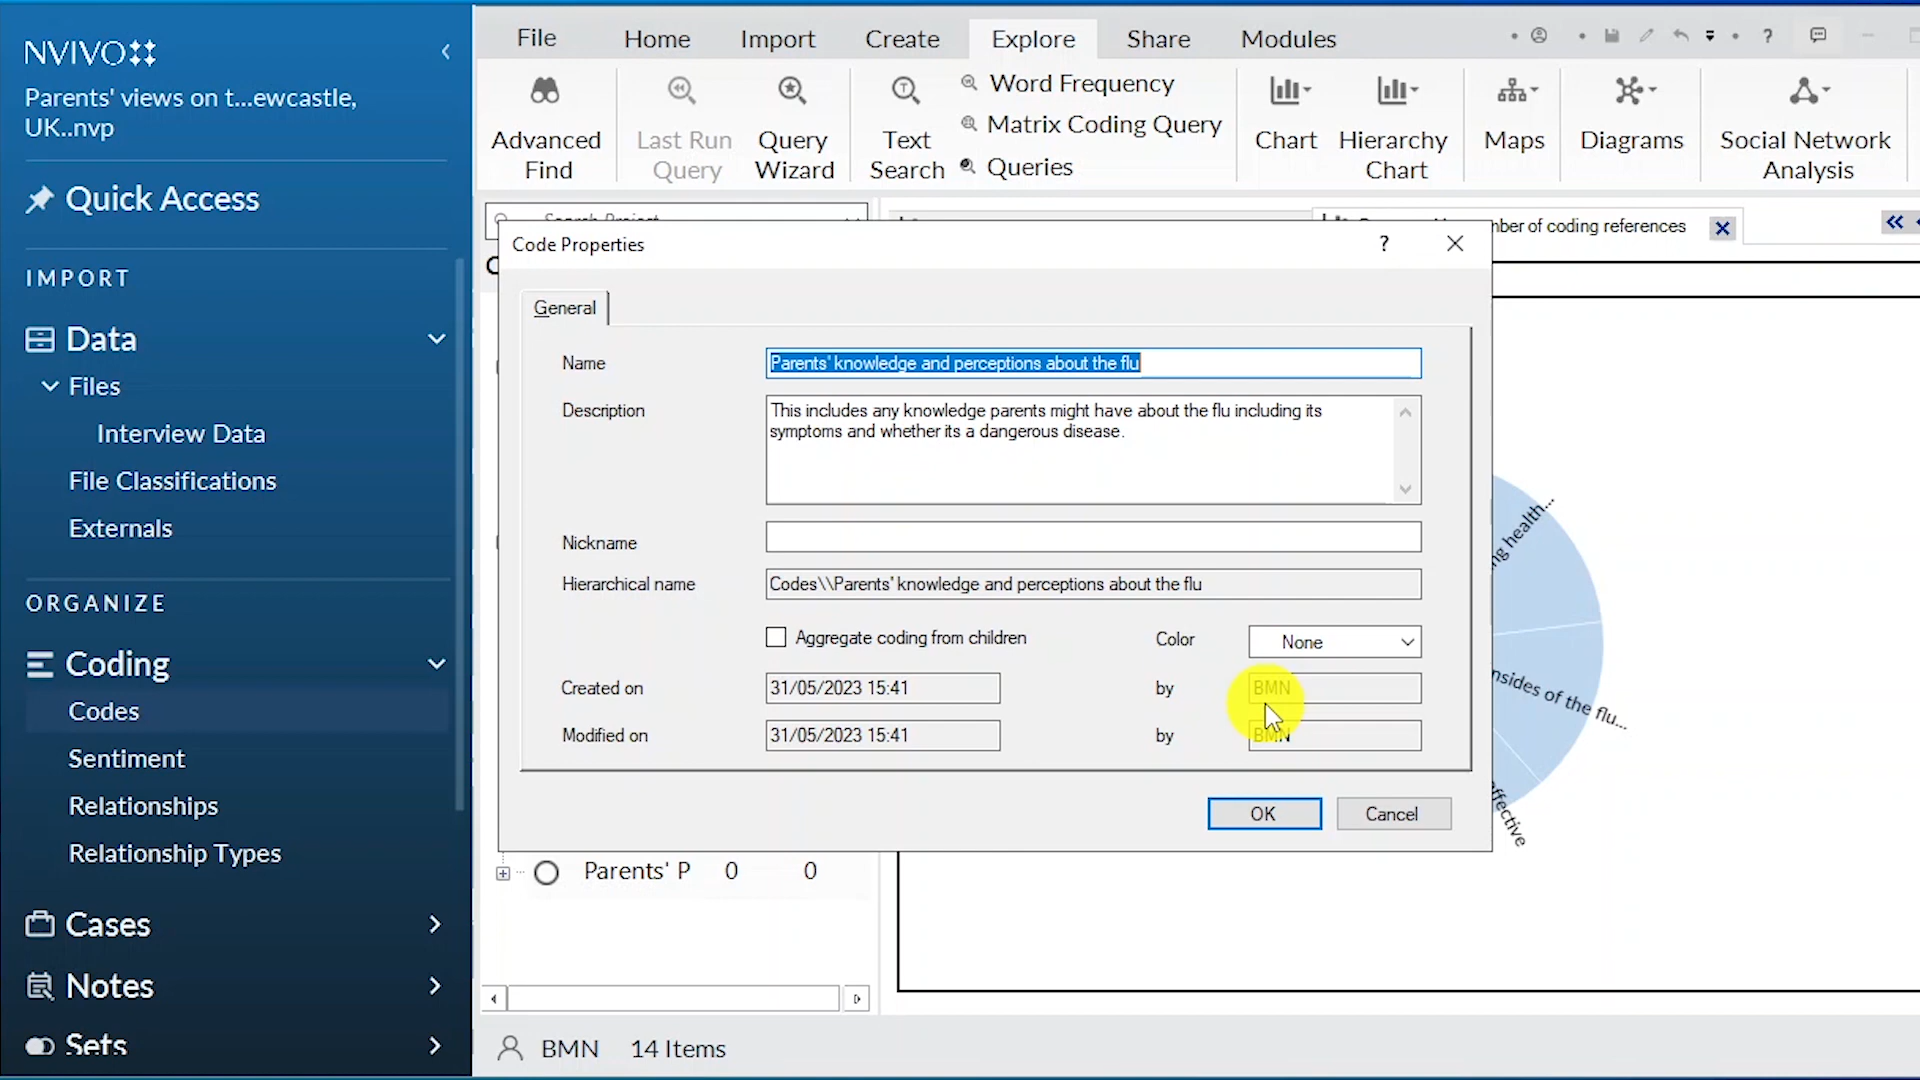 NVIVO
Parents' views on t...ewcastle,
UK..nvp
Quick Access
IMPORT
Data
Files
Interview Data
File Classifications
Externals
ORGANIZE
Coding
Codes
Sentiment
Relationships
Relationship Types
Cases
Notes
Sets
File
Home
Import
Create
Explore
Share
Modules
Advanced
Find
Last Run
Query
Query
Wizard
Text
Search
Word Frequency
Matrix Coding Query
Queries
Chart
Hierarchy
Chart
Maps
Diagrams
Social Network
Analysis
Search Project
nber of coding references
Code Properties
General
Name
Parents' knowledge and perceptions about the flu
Description
This includes any knowledge parents might have about the flu including its
symptoms and whether its a dangerous disease.
Nickname
Hierarchical name
Codes\\Parents' knowledge and perceptions about the flu
Aggregate coding from children
Color
None
Created on
31/05/2023 15:41
by
BMN
Modified on
31/05/2023 15:41
by
BMN
OK
Cancel
ng health...
nsides of the flu...
ffective
Parents' P 0 0
BMN 14 Items